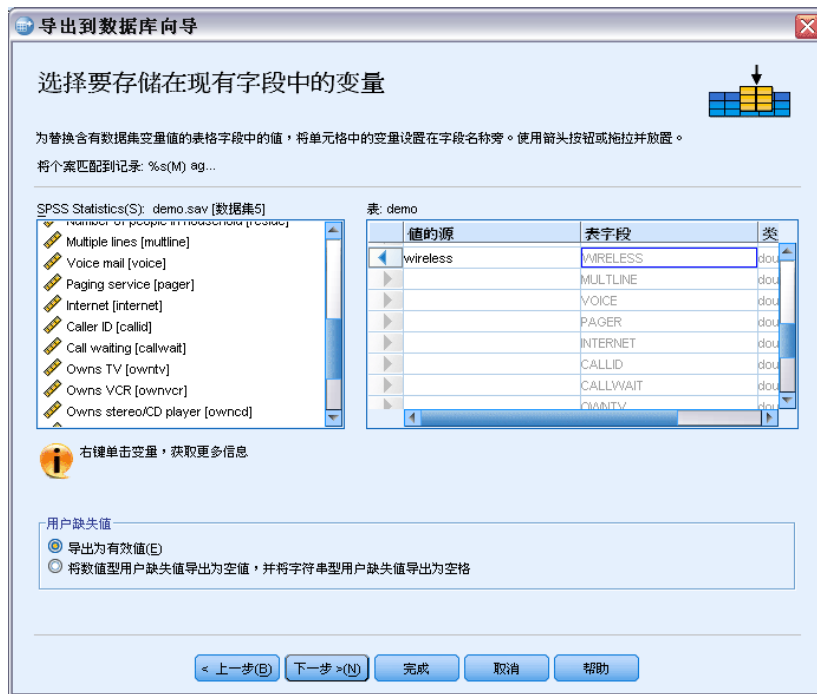 导出到数据库向导
选择要存储在现有字段中的变量
为替换含有数据集变量值的表格字段中的值，将单元格中的变量设置在字段名称旁。使用箭头按钮或拖拉并放置。
将个案匹配到记录: %s(M) ag...
SPSS Statistics(S): demo.sav [数据集5]
Number of people in household [reside]
Multiple lines [multline]
Voice mail [voice]
Paging service [pager]
Internet [internet]
Caller ID [callid]
Call waiting [callwait]
Owns TV [owntv]
Owns VCR [ownvcr]
Owns stereo/CD player [owncd]
表: demo
值的源 表字段 类
wireless WIRELESS dou
MULTLINE dou
VOICE dou
PAGER dou
INTERNET dou
CALLID dou
CALLWAIT dou
OWNTV dou
右键单击变量，获取更多信息
用户缺失值
导出为有效值(E)
将数值型用户缺失值导出为空值，并将字符串型用户缺失值导出为空格
< 上一步(B) 下一步 >(N) 完成 取消 帮助